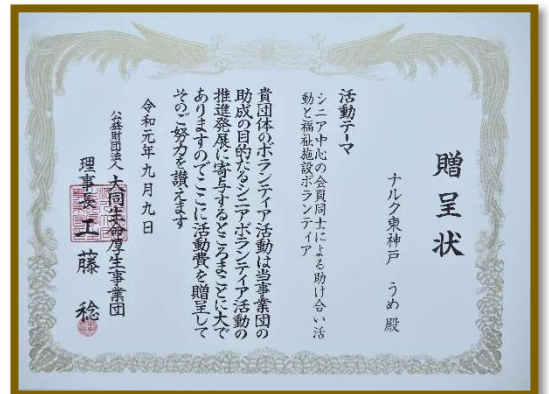 贈呈状
ナルク東神戸 うめ 殿
活動テーマ
シニア中心の会員同士による助け合い活
動と福祉施設ボランティア
貴団体のボランティア活動は当事業団の
助成の目的たるシニアボランティア活動の
推進発展に寄与するところまことに大で
ありますのでここに活動費を贈呈して
そのご努力を讃えます
令和元年九月九日
公益財団法人 大同生命厚生事業団
理事長 工藤 稔